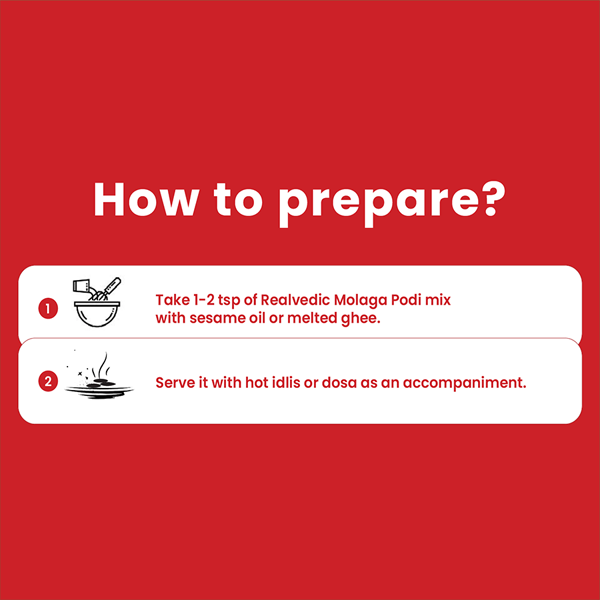 How to prepare?
1
Take 1-2 tsp of Realvedic Molaga Podi mix
with sesame oil or melted ghee.
2
Serve it with hot idlis or dosa as an accompaniment.